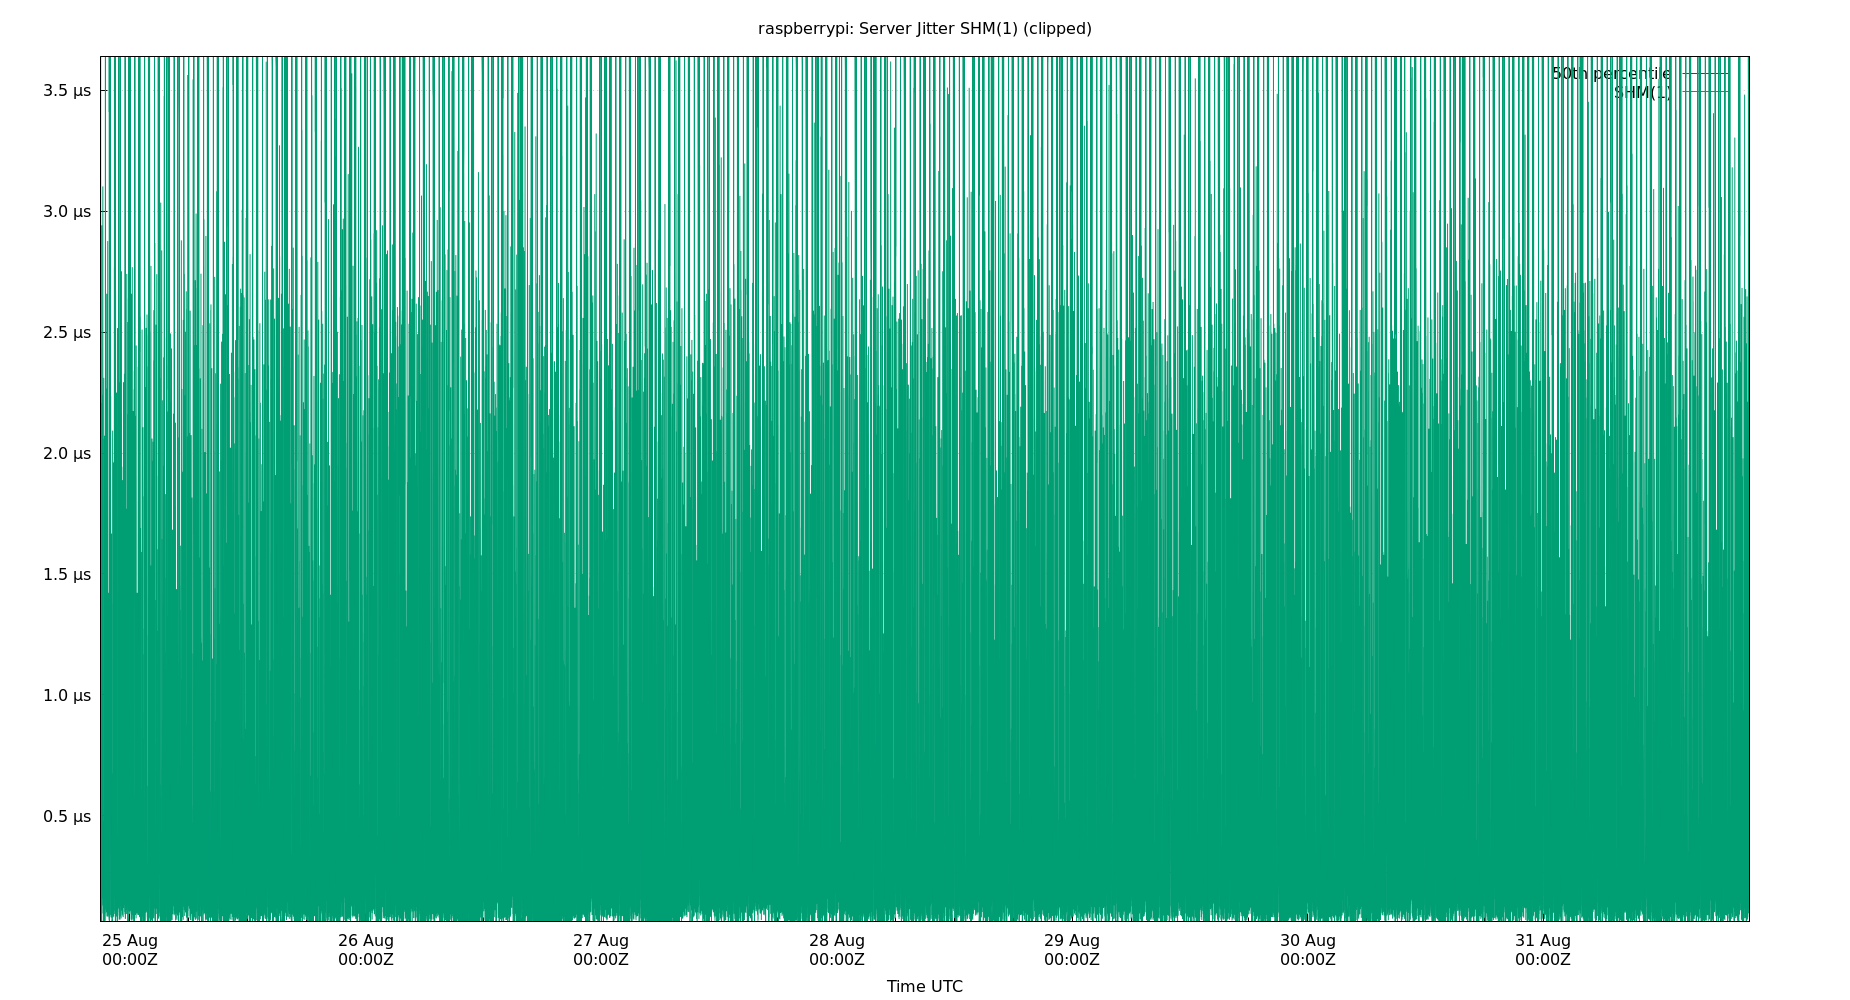 raspberrypi: Server Jitter SHM(1) (clipped)
50th percentile
SHM(1)
3.5 µs
3.0 µs
2.5 µs
2.0 µs
1.5 µs
1.0 µs
0.5 µs
25 Aug 26 Aug 27 Aug 28 Aug 29 Aug 30 Aug 31 Aug
00:00Z 00:00Z 00:00Z 00:00Z 00:00Z 00:00Z 00:00Z
Time UTC